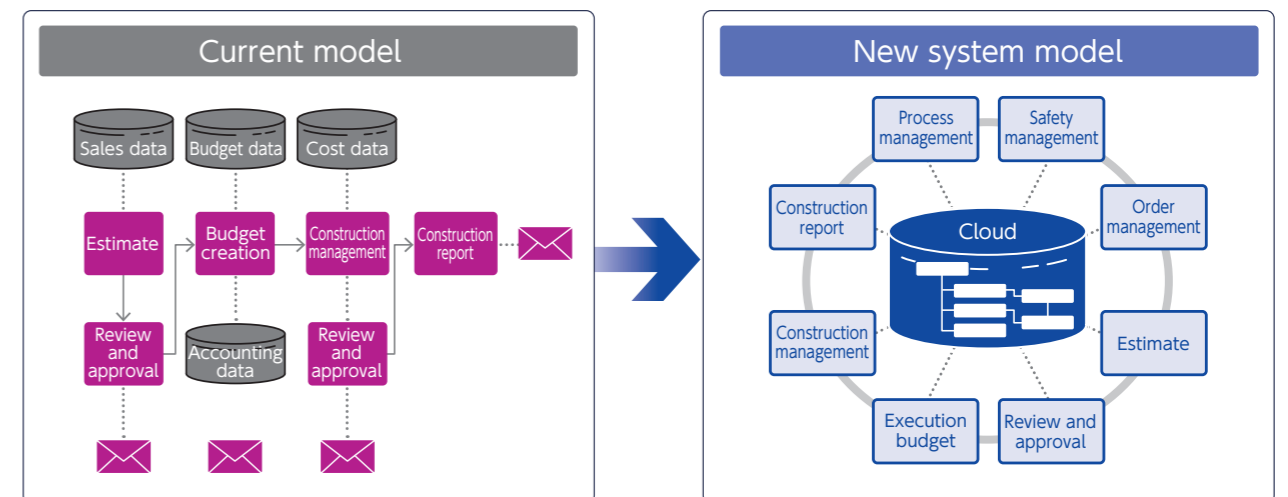 Current model
Sales data
Budget data
Cost data
Estimate
Budget
creation
Construction
management
Construction
report
Review
and
approval
Accounting
data
Review
and
approval
New system model
Process
management
Safety
management
Construction
report
Order
management
Cloud
Construction
management
Estimate
Execution
budget
Review and
approval